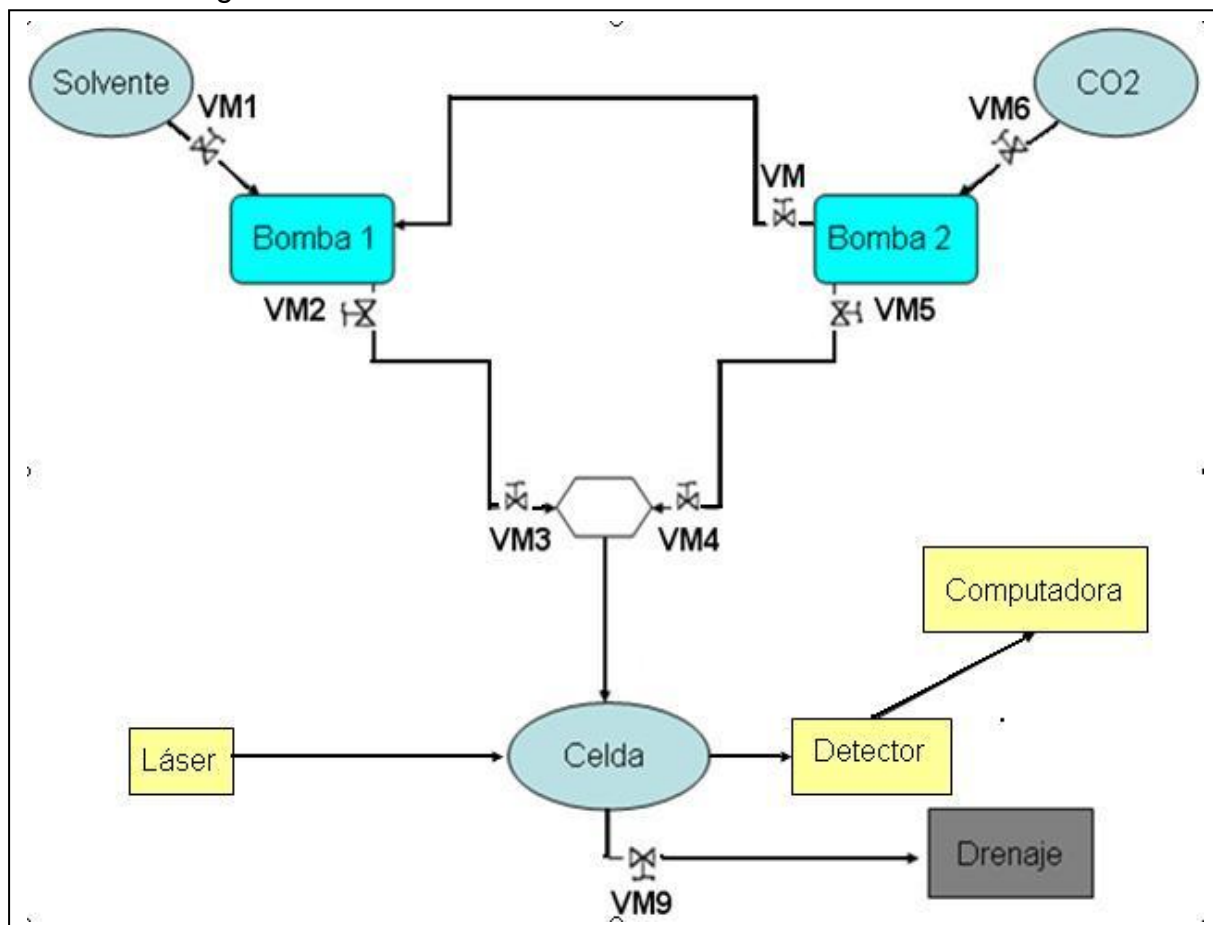 Solvente
VM1
CO2
VM6
VM
Bomba 1
Bomba 2
VM2
VM5
VM3
VM4
Computadora
Láser
Celda
Detector
Drenaje
VM9